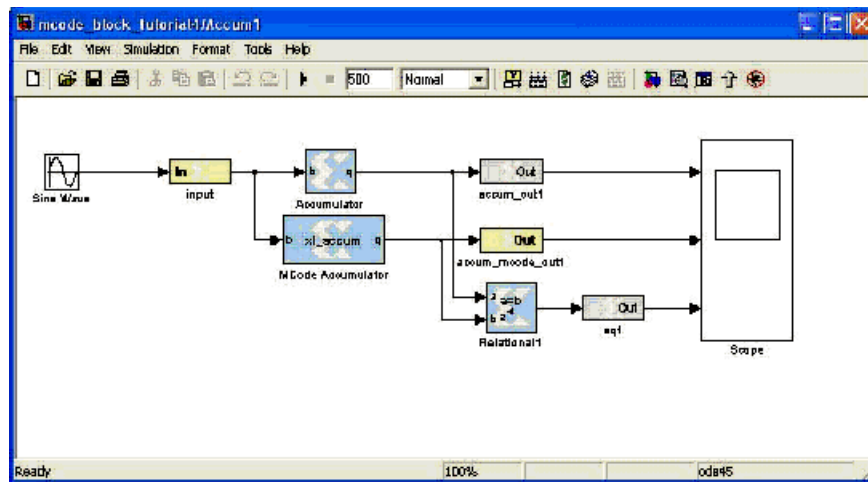 mcode_block_tutorial1/Accum1
File Edit View Simulation Format Tools Help
500 Normal
In
Sine Wave
input
b q
Accumulator
b xl_accum q
MCode Accumulator
Out
accum_out1
Out
accum_mcode_out1
a a=b
b
Relational1
Out
eq1
Scope
Ready 100% ode45